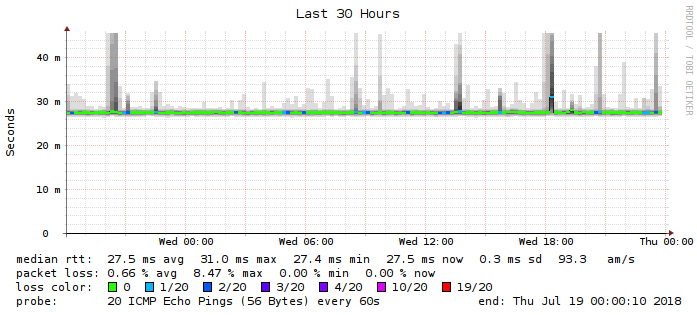 Last 30 Hours
RRDTOOL / TOBI OETIKER
Seconds
40 m
30 m
20 m
10 m
0
Wed 00:00 Wed 06:00 Wed 12:00 Wed 18:00 Thu 00:00
median rtt: 27.5 ms avg 31.0 ms max 27.4 ms min 27.5 ms now 0.3 ms sd 93.3 am/s
packet loss: 0.66 % avg 8.47 % max 0.00 % min 0.00 % now
loss color: 0 1/20 2/20 3/20 4/20 10/20 19/20
probe: 20 ICMP Echo Pings (56 Bytes) every 60s end: Thu Jul 19 00:00:10 2018